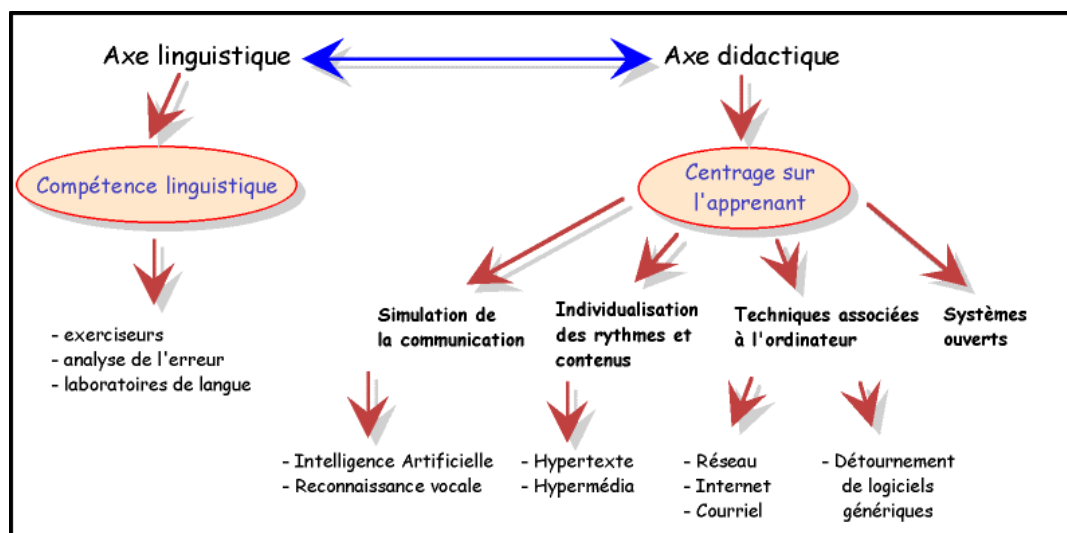 Axe linguistique
Axe didactique
Compétence linguistique
Centrage sur
l'apprenant
- exerciseurs
- analyse de l'erreur
- laboratoires de langue
Simulation de
la communication
Individualisation
des rythmes et
contenus
Techniques associées
à l'ordinateur
Systèmes
ouverts
- Intelligence Artificielle
- Reconnaissance vocale
- Hypertexte
- Hypermédia
- Réseau
- Internet
- Courriel
- Détournement
de logiciels
génériques